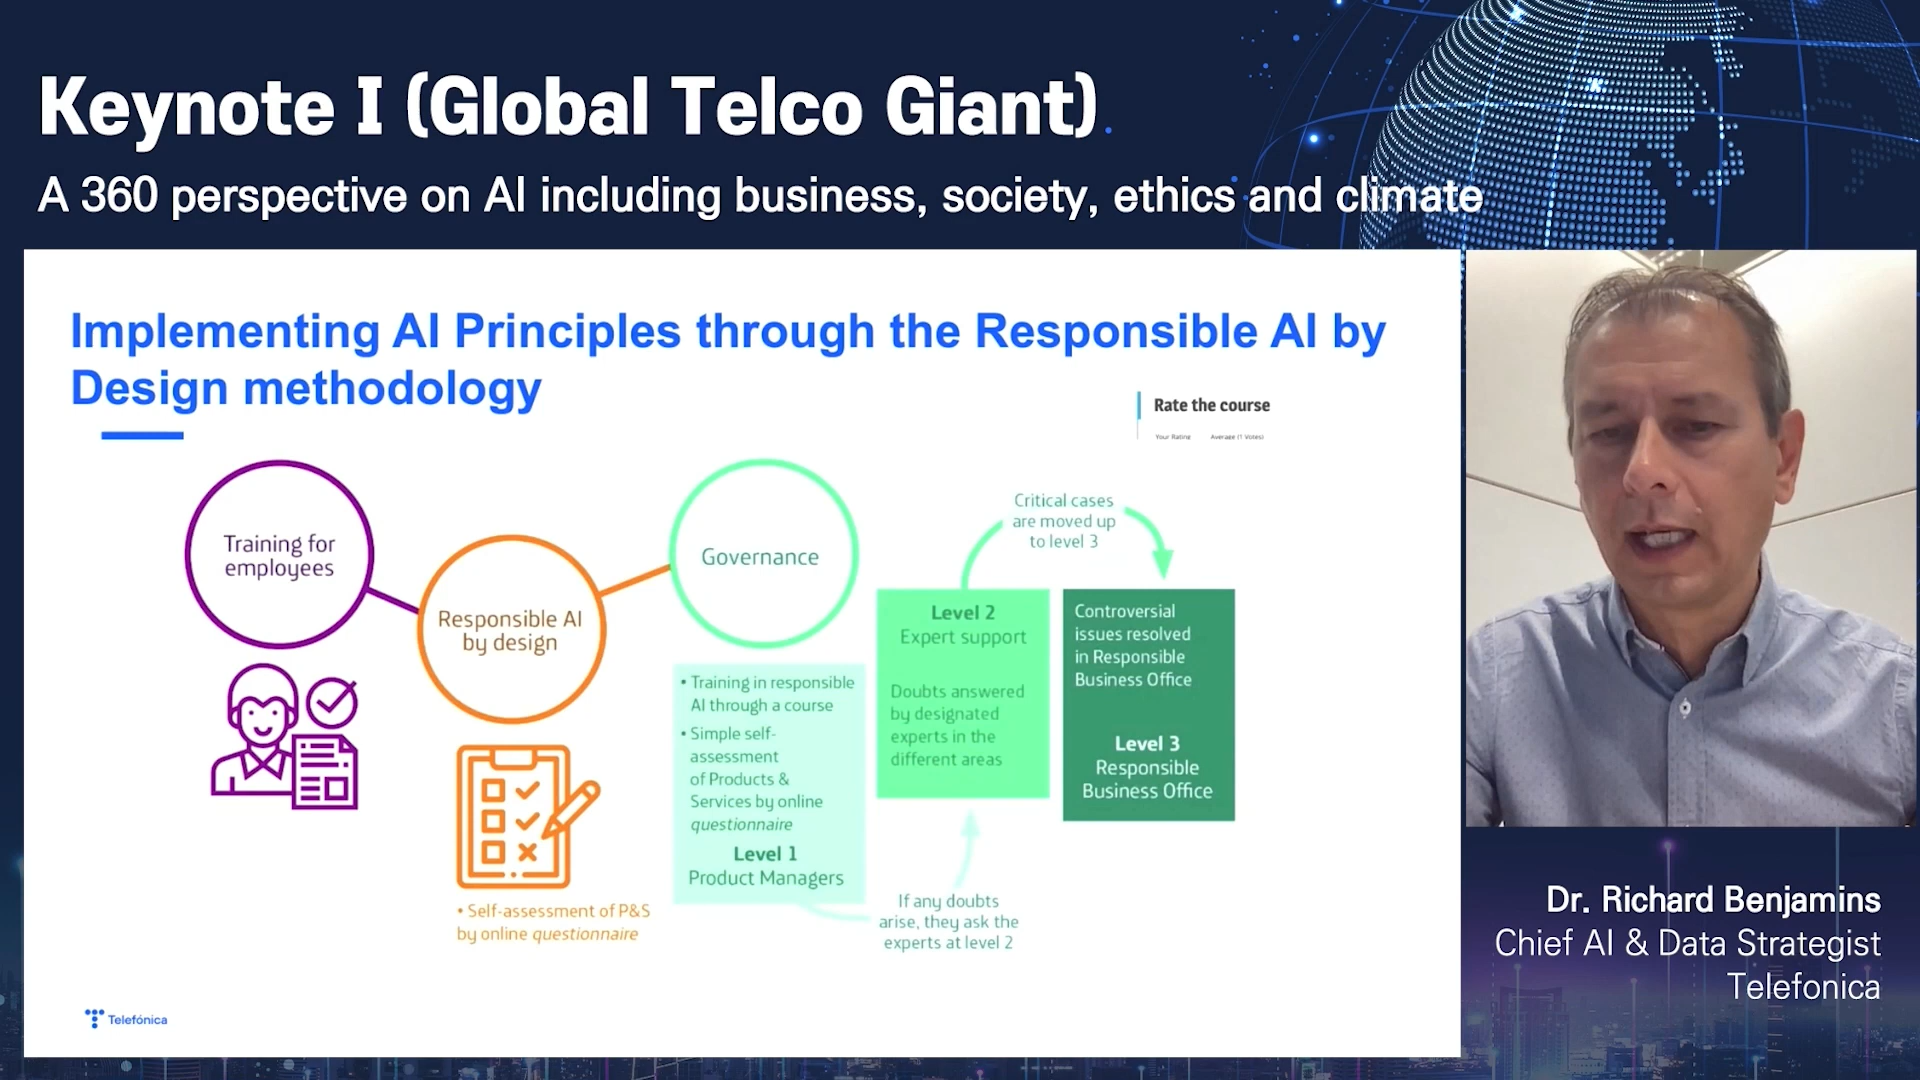 Keynote I (Global Telco Giant)
A 360 perspective on AI including business, society, ethics and climate
Implementing AI Principles through the Responsible AI by
Design methodology
Rate the course
Your Rating
Average (1 Votes)
Training for
employees
Responsible AI
by design
• Self-assessment of P&S
by online questionnaire
Governance
• Training in responsible
AI through a course
• Simple self-
assessment
of Products &
Services by online
questionnaire
Level 1
Product Managers
If any doubts
arise, they ask the
experts at level 2
Level 2
Expert support
Doubts answered
by designated
experts in the
different areas
Critical cases
are moved up
to level 3
Controversial
issues resolved
in Responsible
Business Office
Level 3
Responsible
Business Office
Telefónica
Dr. Richard Benjamins
Chief AI & Data Strategist
Telefonica